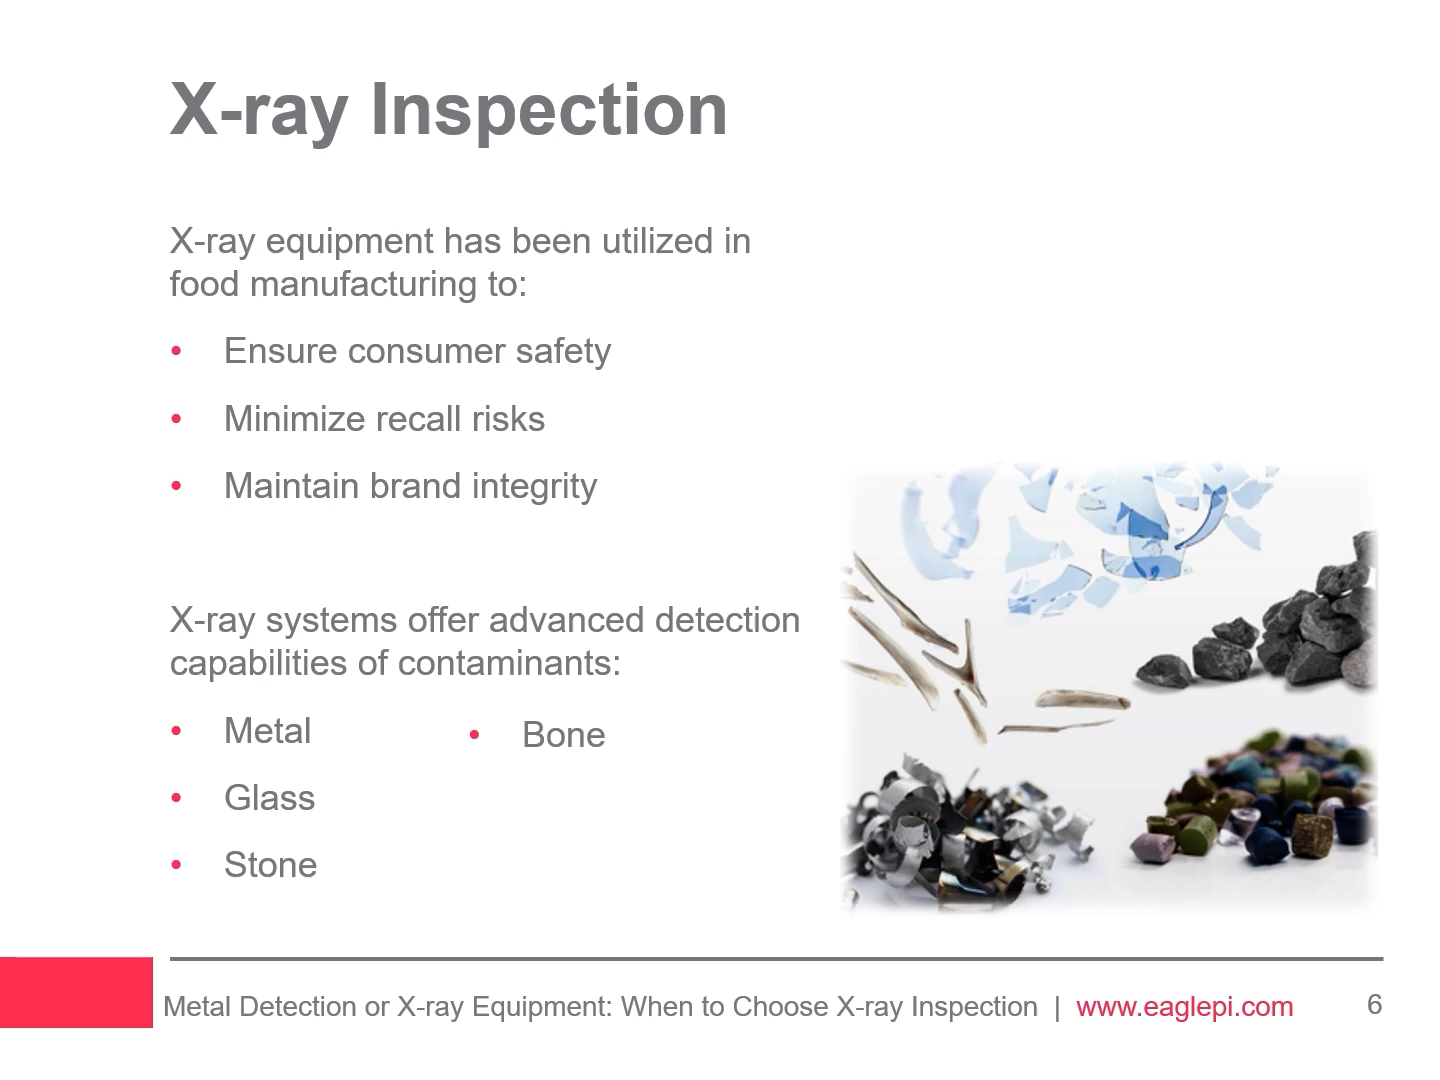 X-ray Inspection
X-ray equipment has been utilized in
food manufacturing to:
• Ensure consumer safety
• Minimize recall risks
• Maintain brand integrity
X-ray systems offer advanced detection
capabilities of contaminants:
• Metal
• Glass
• Stone
• Bone
Metal Detection or X-ray Equipment: When to Choose X-ray Inspection | www.eaglepi.com
6